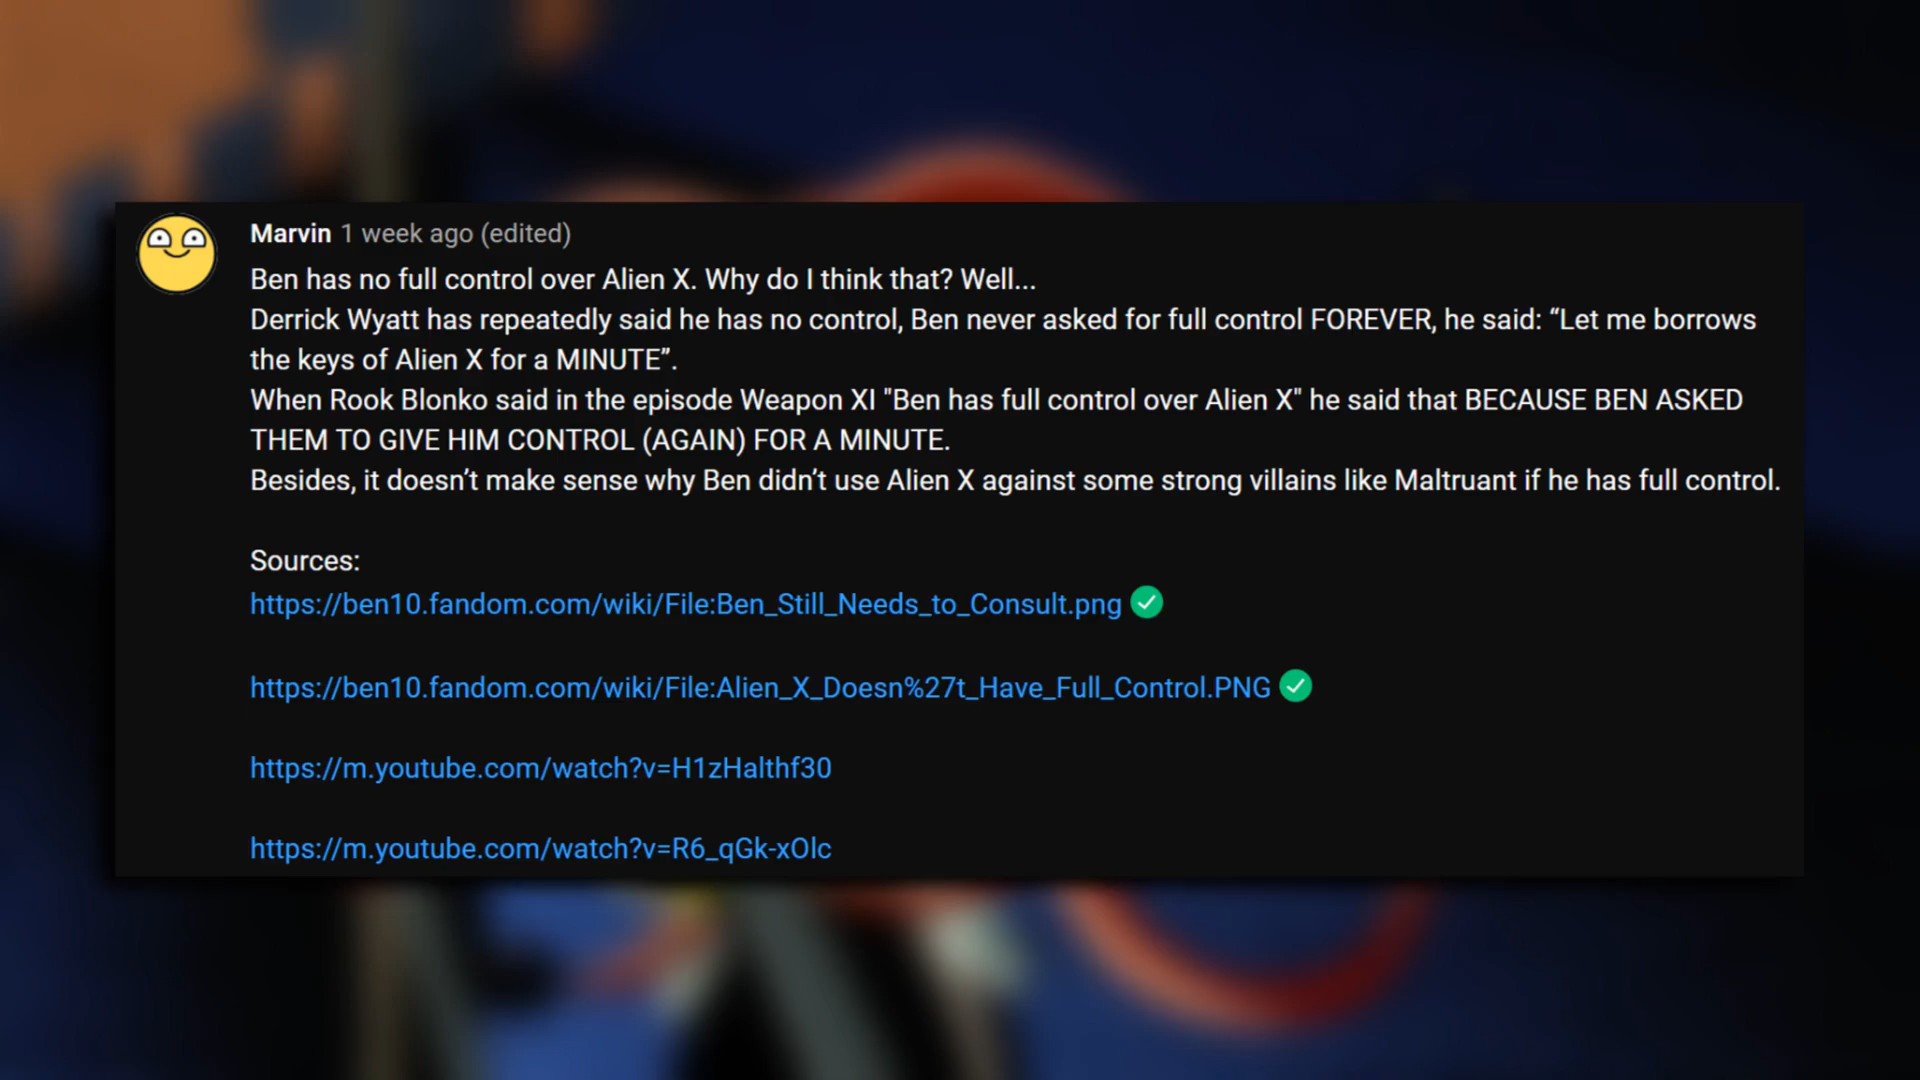 Marvin 1 week ago (edited)
Ben has no full control over Alien X. Why do I think that? Well...
Derrick Wyatt has repeatedly said he has no control, Ben never asked for full control FOREVER, he said: “Let me borrows
the keys of Alien X for a MINUTE”.
When Rook Blonko said in the episode Weapon XI "Ben has full control over Alien X" he said that BECAUSE BEN ASKED
THEM TO GIVE HIM CONTROL (AGAIN) FOR A MINUTE.
Besides, it doesn’t make sense why Ben didn’t use Alien X against some strong villains like Maltruant if he has full control.
Sources:
https://ben10.fandom.com/wiki/File:Ben_Still_Needs_to_Consult.png
https://ben10.fandom.com/wiki/File:Alien_X_Doesn%27t_Have_Full_Control.PNG
https://m.youtube.com/watch?v=H1zHalthf30
https://m.youtube.com/watch?v=R6_qGk-xOlc